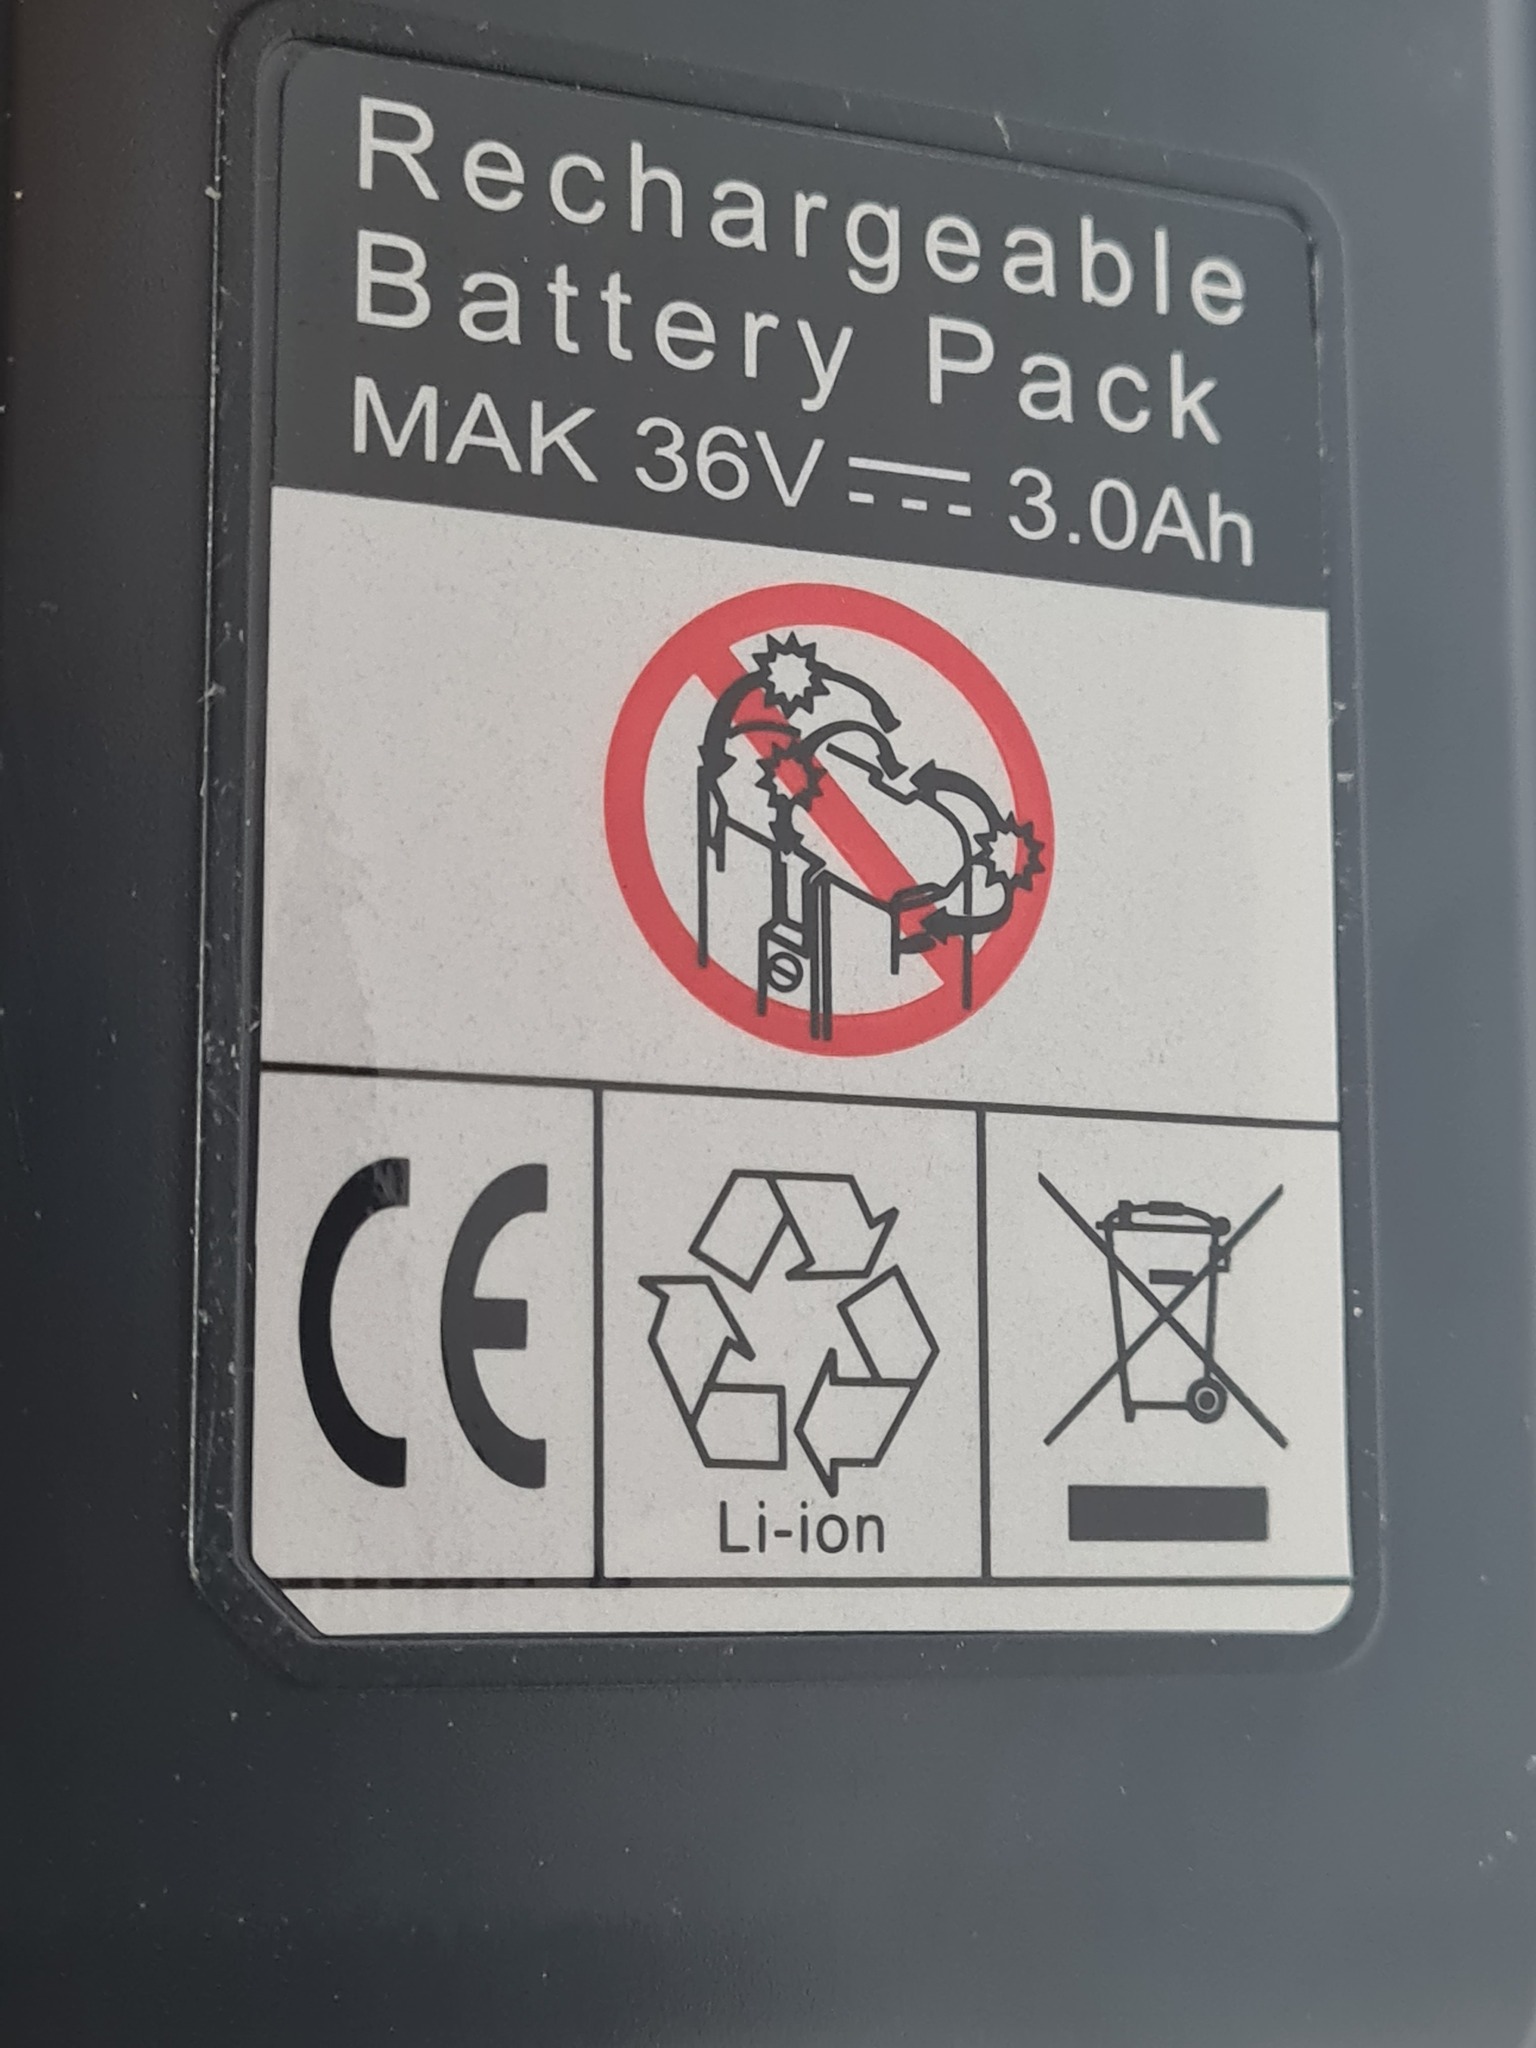 Rechargeable
Battery Pack
MAK 36V⎓3.0Ah
CE
Li-ion